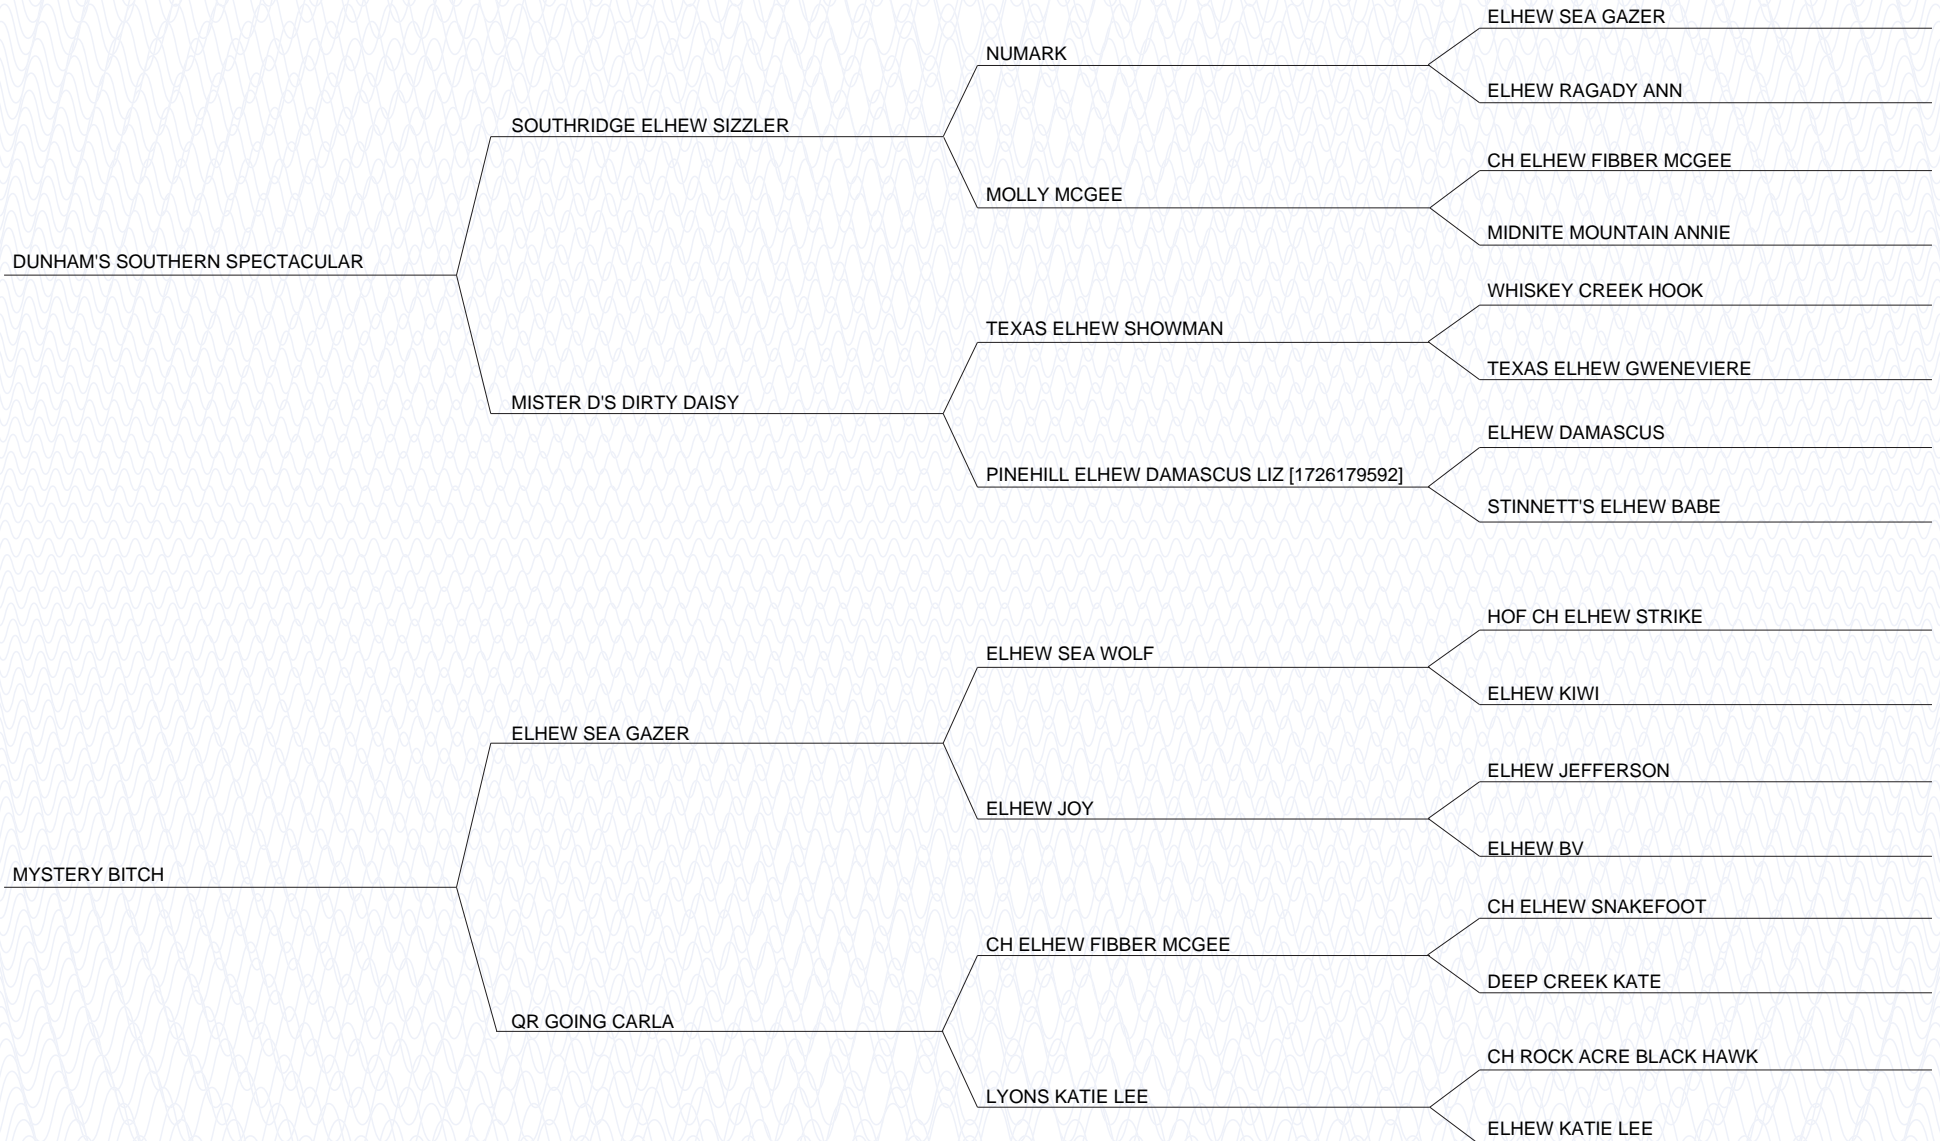 ELHEW SEA GAZER
NUMARK
ELHEW RAGADY ANN
SOUTHRIDGE ELHEW SIZZLER
CH ELHEW FIBBER MCGEE
MOLLY MCGEE
MIDNITE MOUNTAIN ANNIE
DUNHAM'S SOUTHERN SPECTACULAR
WHISKEY CREEK HOOK
TEXAS ELHEW SHOWMAN
TEXAS ELHEW GWENEVIERE
MISTER D'S DIRTY DAISY
ELHEW DAMASCUS
PINEHILL ELHEW DAMASCUS LIZ [1726179592]
STINNETT'S ELHEW BABE
HOF CH ELHEW STRIKE
ELHEW SEA WOLF
ELHEW KIWI
ELHEW SEA GAZER
ELHEW JEFFERSON
ELHEW JOY
ELHEW BV
MYSTERY BITCH
CH ELHEW SNAKEFOOT
CH ELHEW FIBBER MCGEE
DEEP CREEK KATE
QR GOING CARLA
CH ROCK ACRE BLACK HAWK
LYONS KATIE LEE
ELHEW KATIE LEE